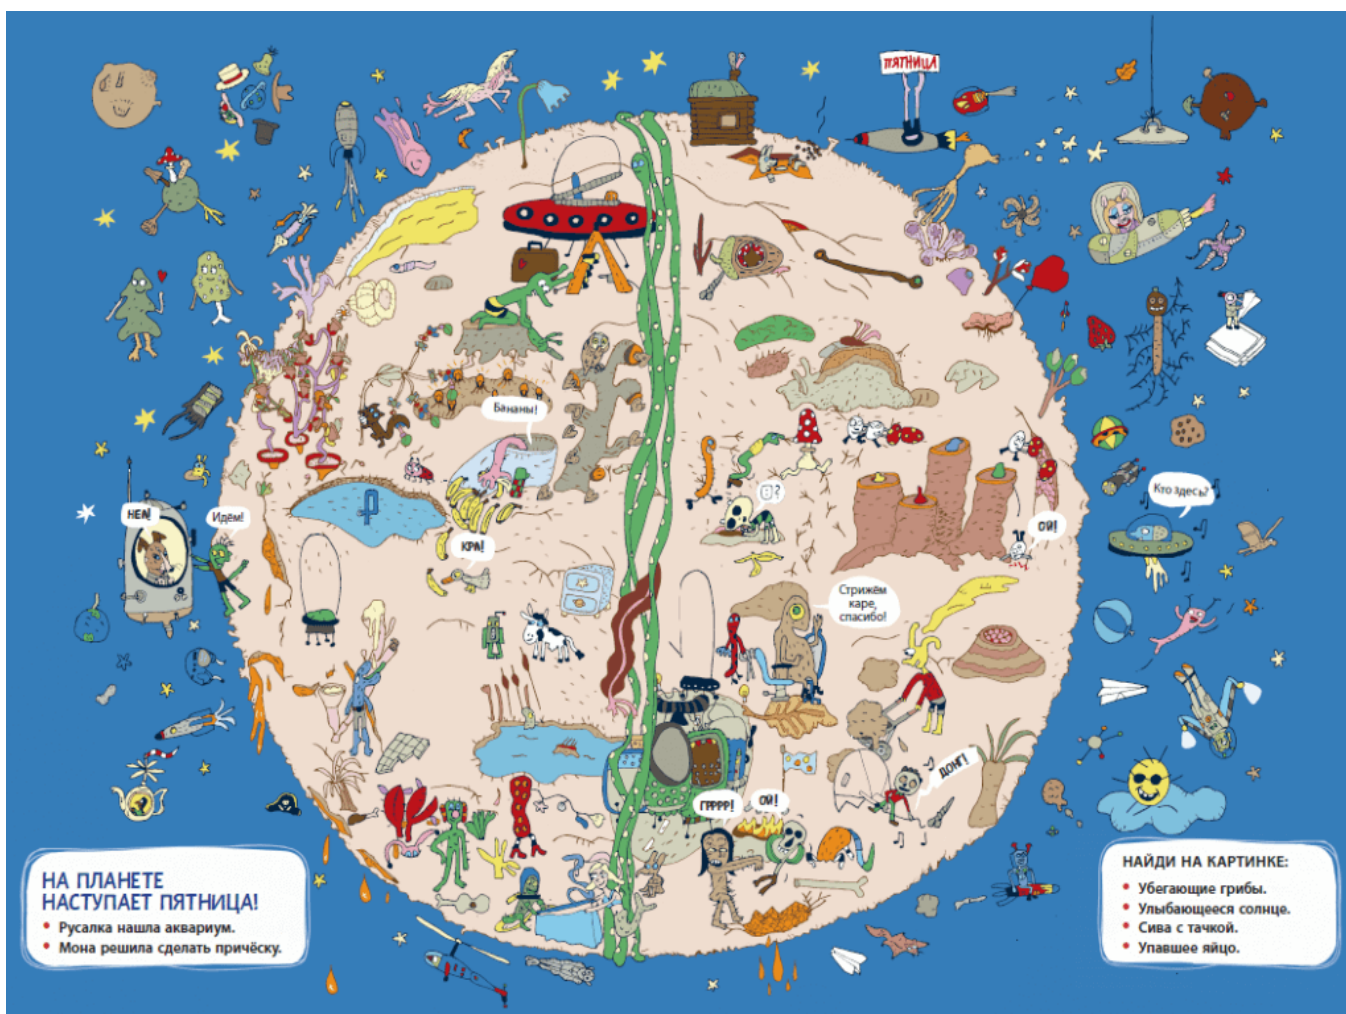 ПЯТНИЦА
Бананы!
НЕА!
Идём!
КРА!
Кто здесь?
ОЙ!
Стрижём
каре,
спасибо!
ДОНГ!
ГРРРР!
ОЙ!
НА ПЛАНЕТЕ
НАСТУПАЕТ ПЯТНИЦА!
• Русалка нашла аквариум.
• Мона решила сделать причёску.
НАЙДИ НА КАРТИНКЕ:
• Убегающие грибы.
• Улыбающееся солнце.
• Сива с тачкой.
• Упавшее яйцо.